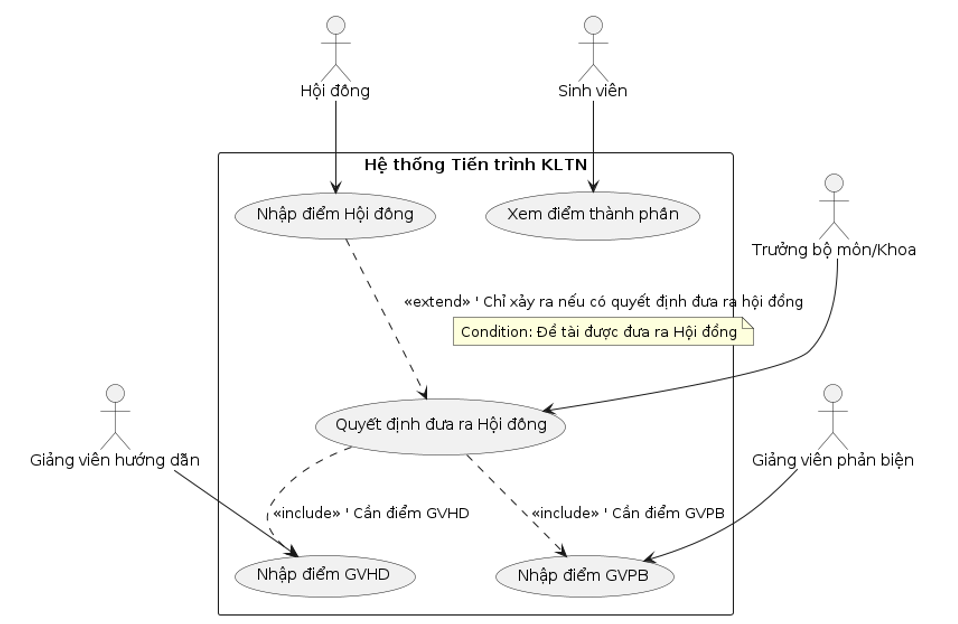 Hội đồng
Sinh viên
Hệ thống Tiến trình KLTN
Nhập điểm Hội đồng
Xem điểm thành phần
Trưởng bộ môn/Khoa
«extend» ' Chỉ xảy ra nếu có quyết định đưa ra hội đồng
Condition: Đề tài được đưa ra Hội đồng
Quyết định đưa ra Hội đồng
Giảng viên hướng dẫn
Giảng viên phản biện
«include» ' Cần điểm GVHD
«include» ' Cần điểm GVPB
Nhập điểm GVHD
Nhập điểm GVPB